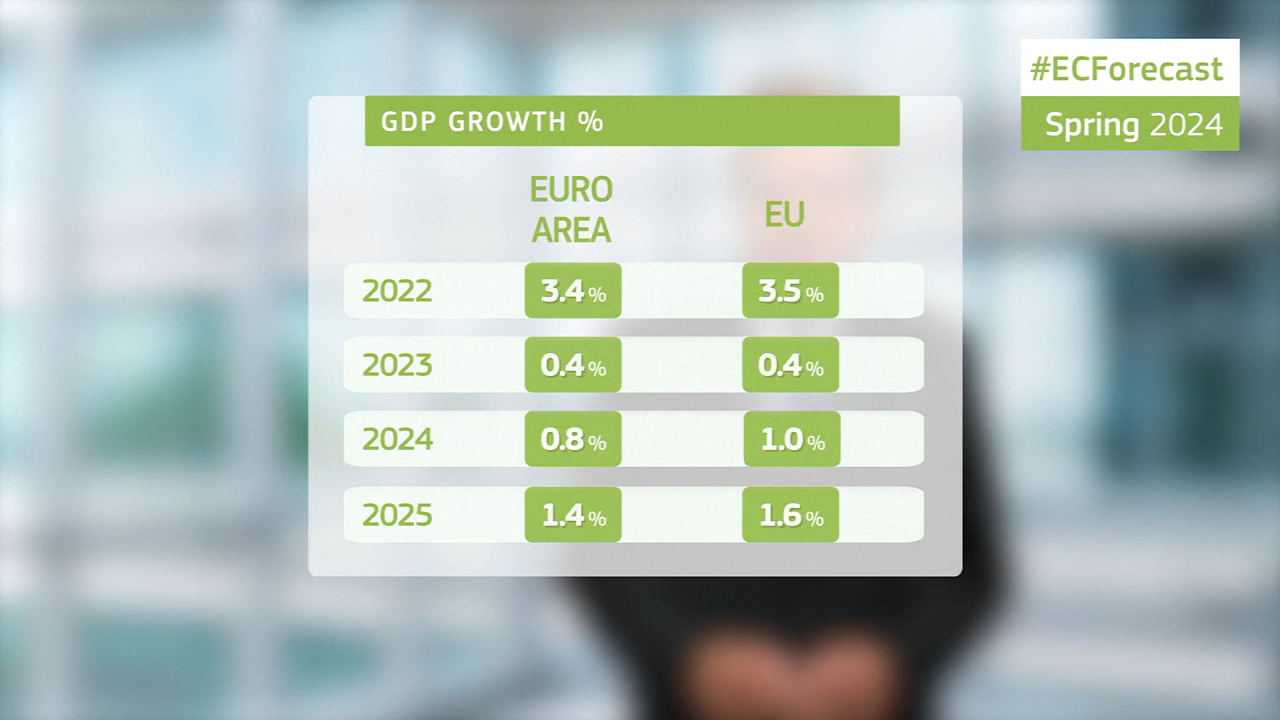 #ECForecast
Spring 2024
GDP GROWTH %
EURO
AREA
EU
2022 3.4% 3.5%
2023 0.4% 0.4%
2024 0.8% 1.0%
2025 1.4% 1.6%